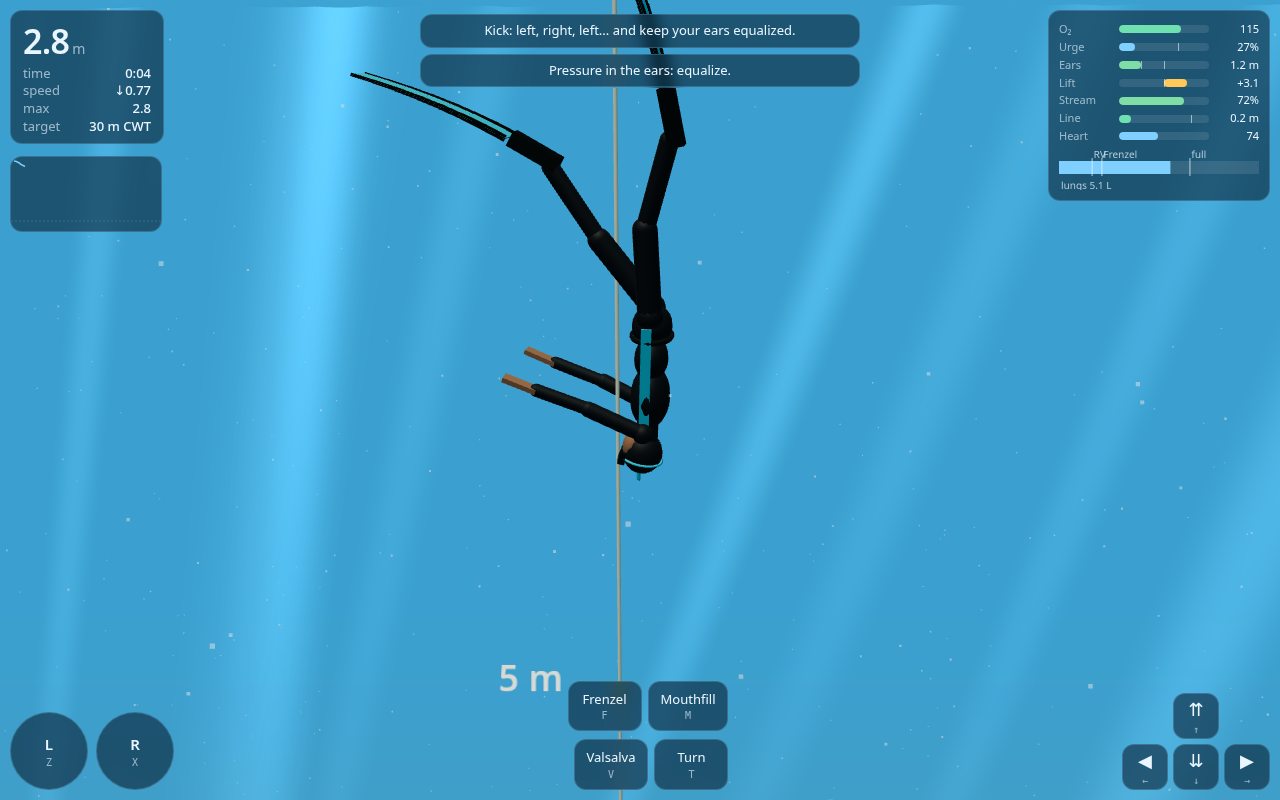 2.8 m
time 0:04
speed ↓0.77
max 2.8
target 30 m CWT
Kick: left, right, left... and keep your ears equalized.
Pressure in the ears: equalize.
O₂ 115
Urge 27%
Ears 1.2 m
Lift +3.1
Stream 72%
Line 0.2 m
Heart 74
RV Frenzel full
lungs 5.1 L
5 m
Frenzel
F
Mouthfill
M
Valsalva
V
Turn
T
L
Z
R
X
⇈
↑
◀
←
⇊
↓
▶
→